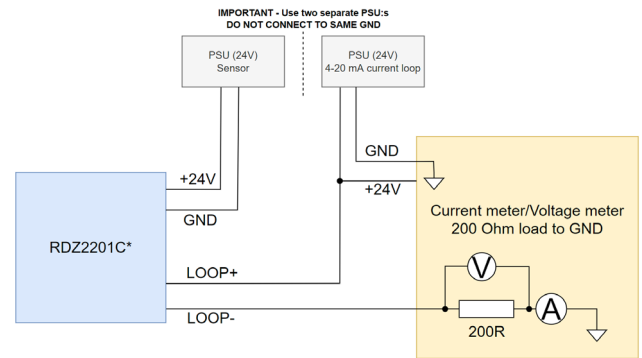 IMPORTANT - Use two separate PSU:s
DO NOT CONNECT TO SAME GND
PSU (24V)
Sensor
PSU (24V)
4-20 mA current loop
GND
+24V
+24V
GND
RDZ2201C*
Current meter/Voltage meter
200 Ohm load to GND
LOOP+
V
LOOP-
200R
A